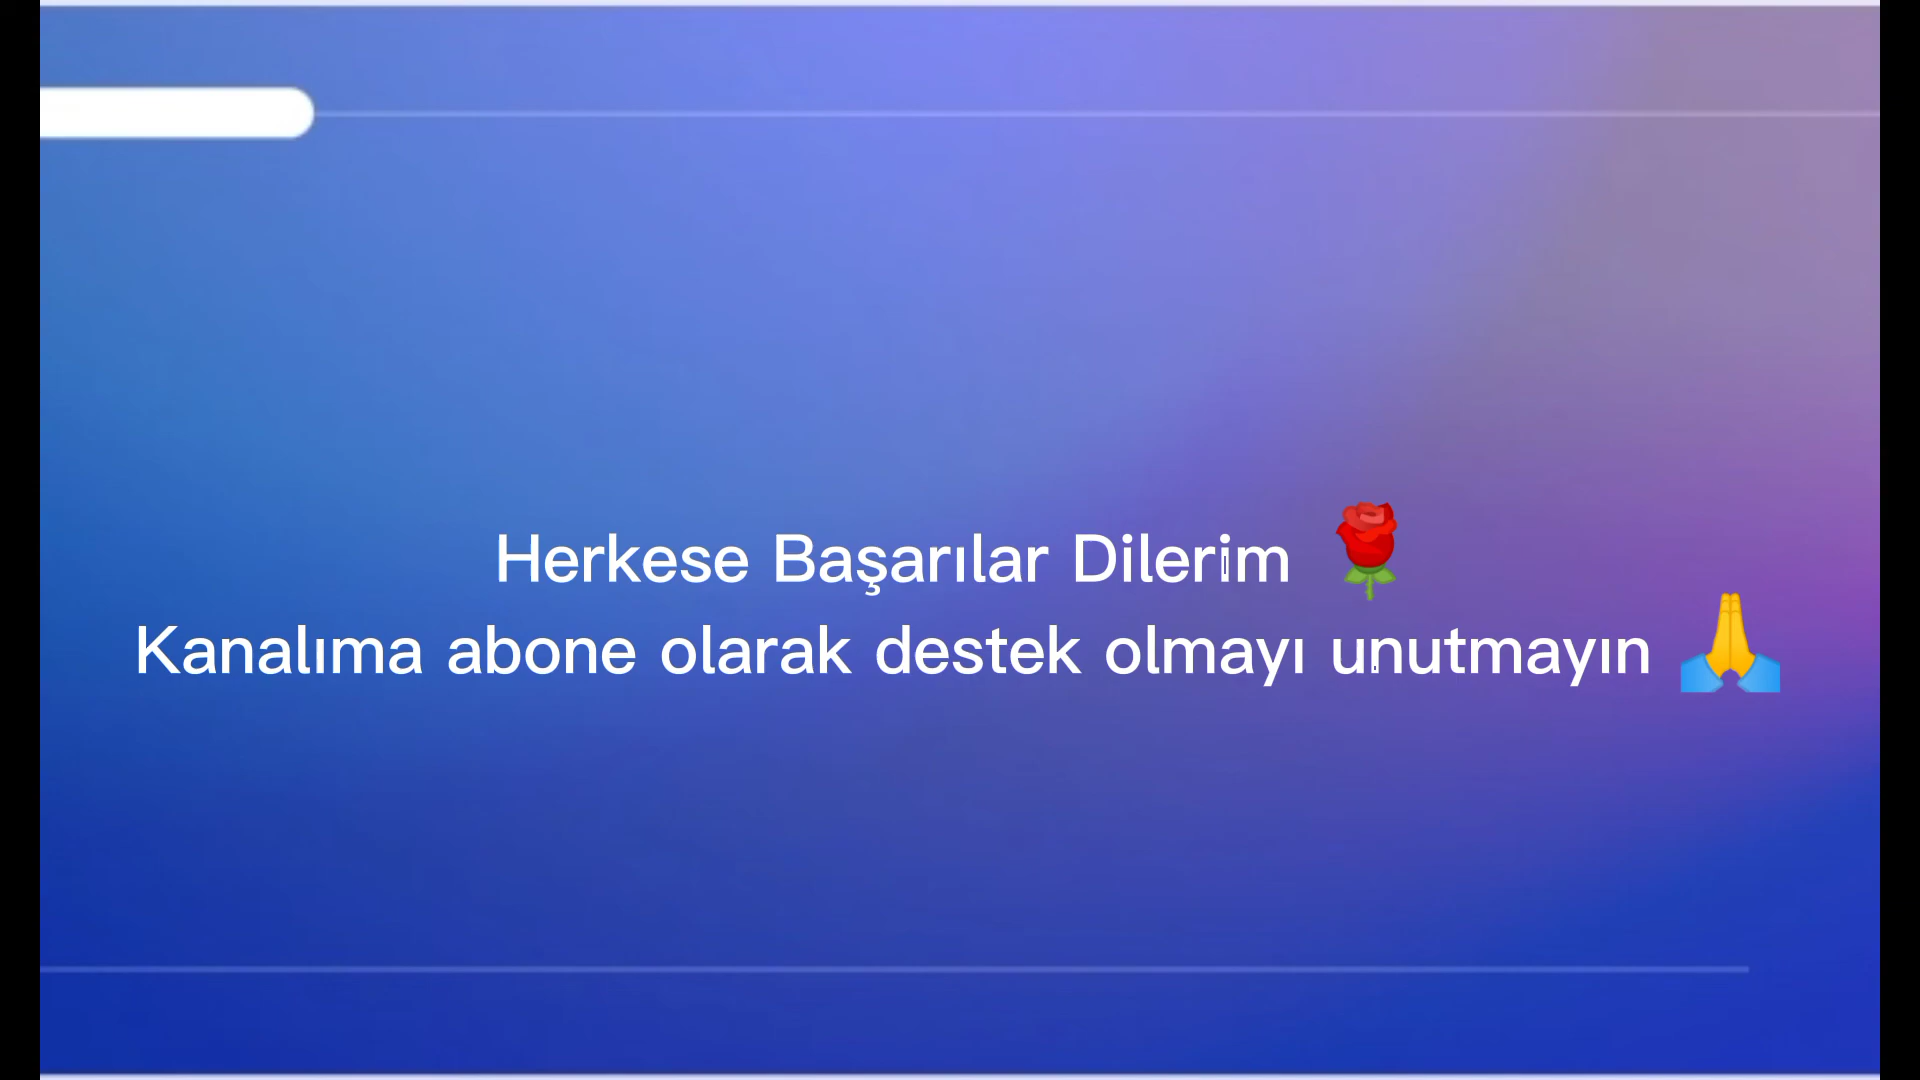 Herkese Başarılar Dilerim 🌹
Kanalıma abone olarak destek olmayı unutmayın 🙏